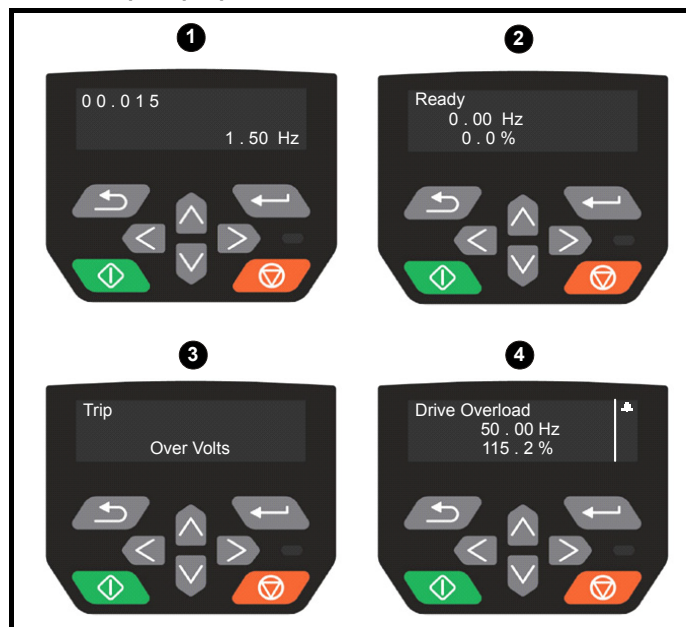 1
00.015
1.50 Hz
2
Ready
0.00 Hz
0.0%
3
Trip
Over Volts
4
Drive Overload
50.00 Hz
115.2 %